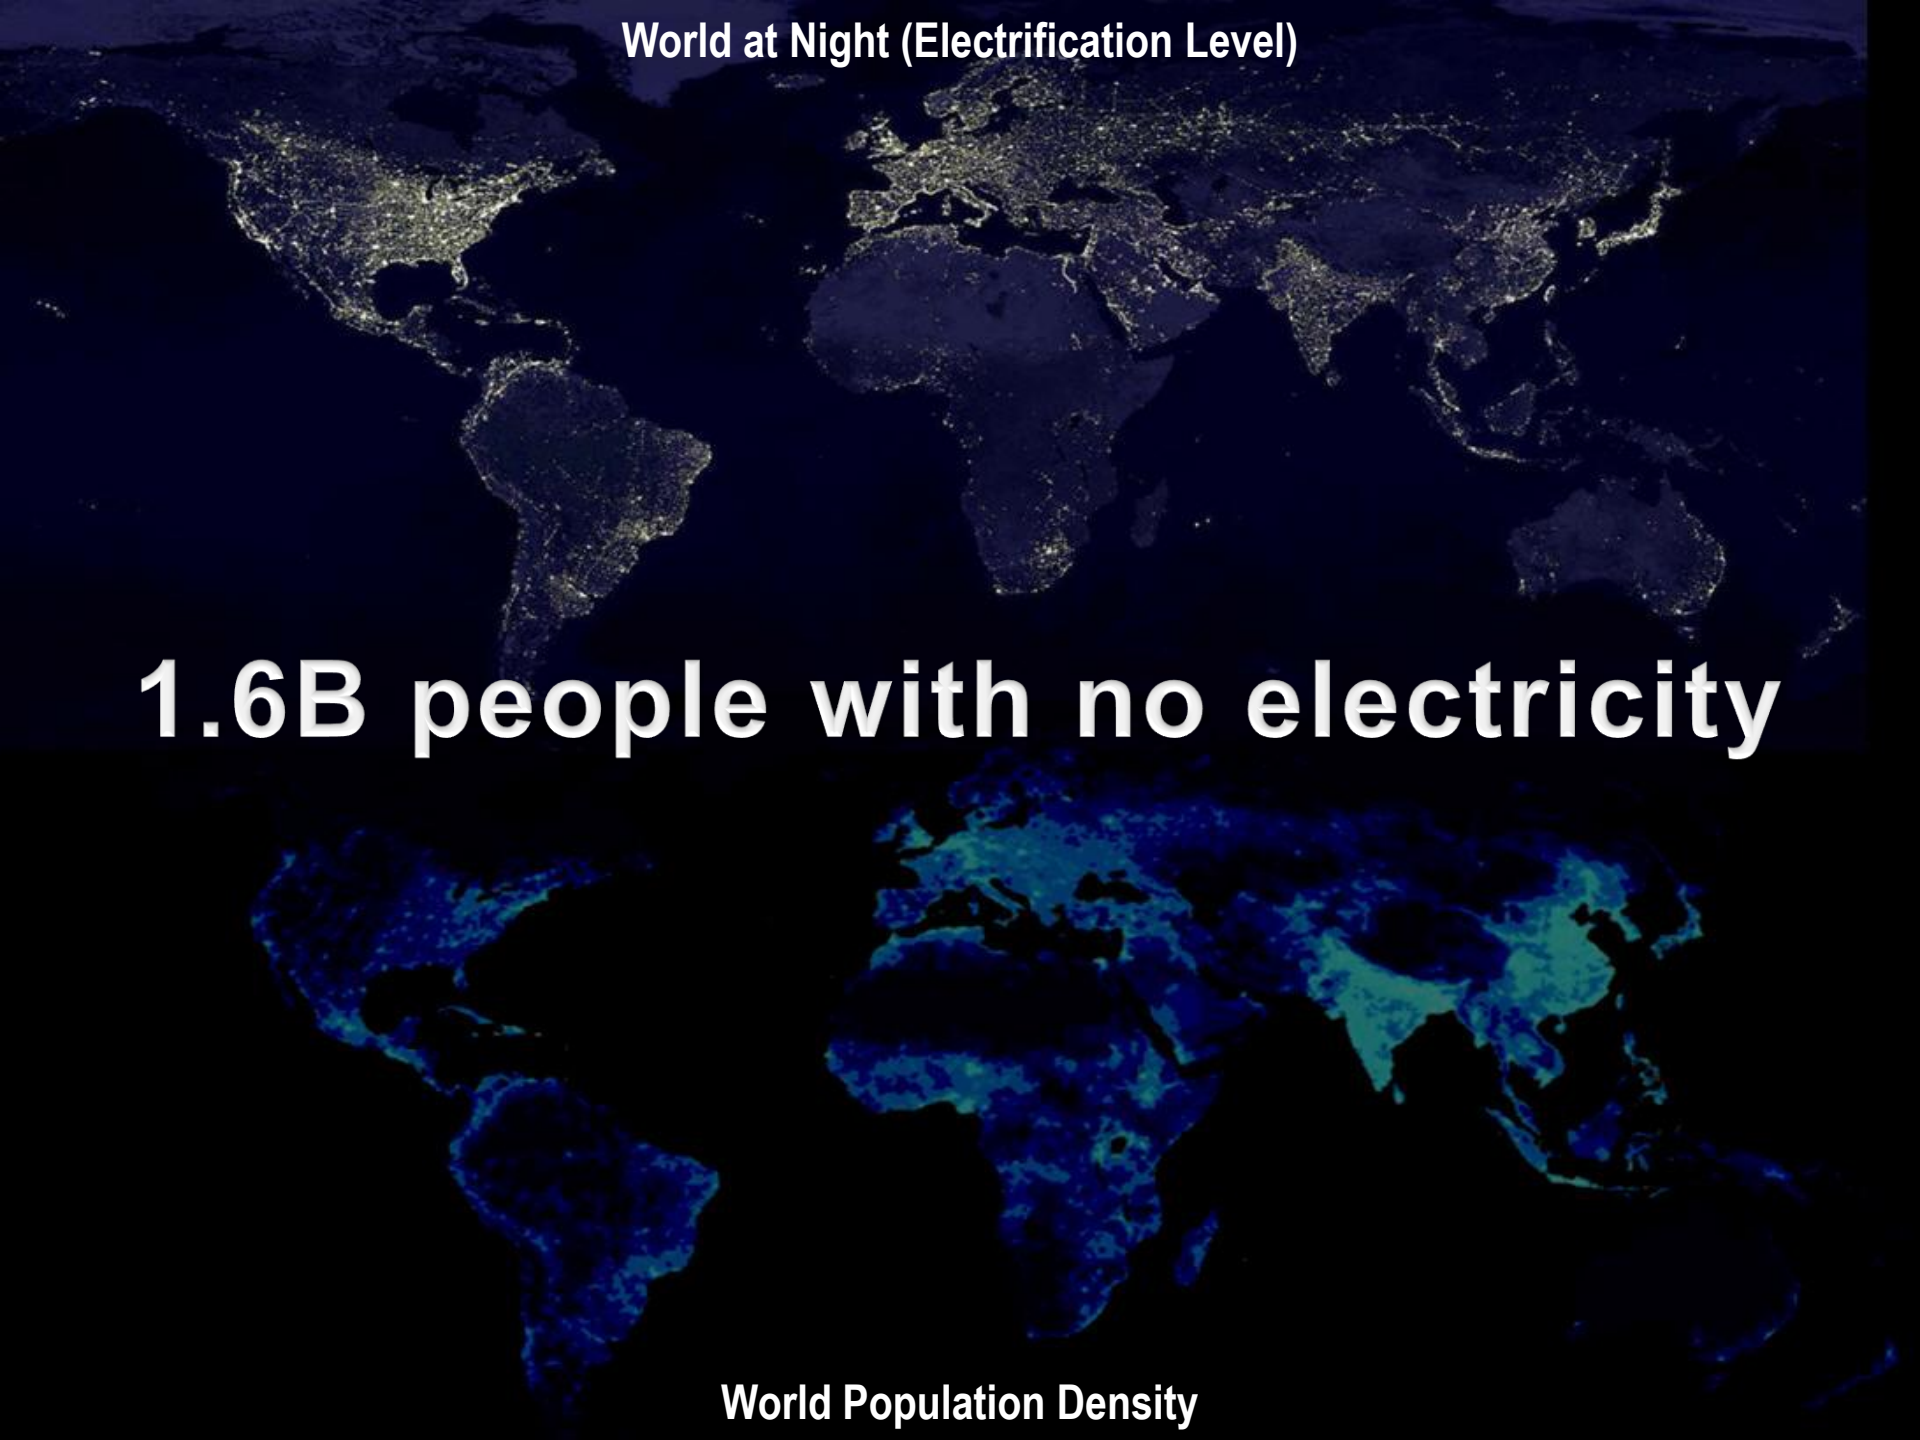 World at Night (Electrification Level)
1.6B people with no electricity
World Population Density